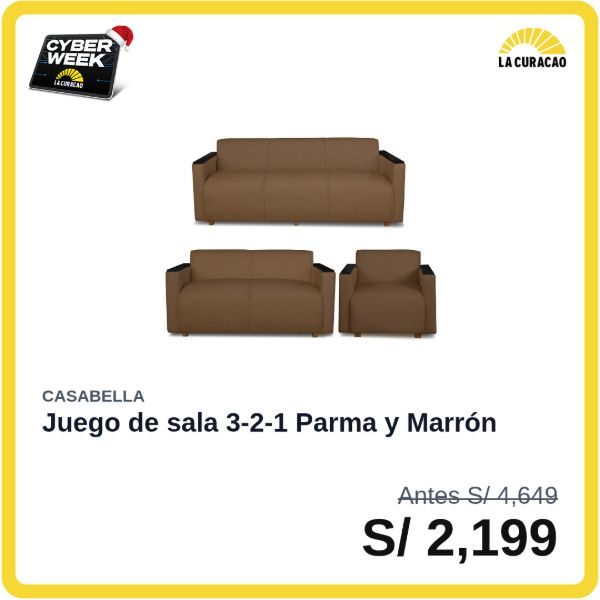 CYBER
WEEK
LA CURACAO
LA CURACAO
CASABELLA
Juego de sala 3-2-1 Parma y Marrón
Antes S/ 4,649
S/ 2,199